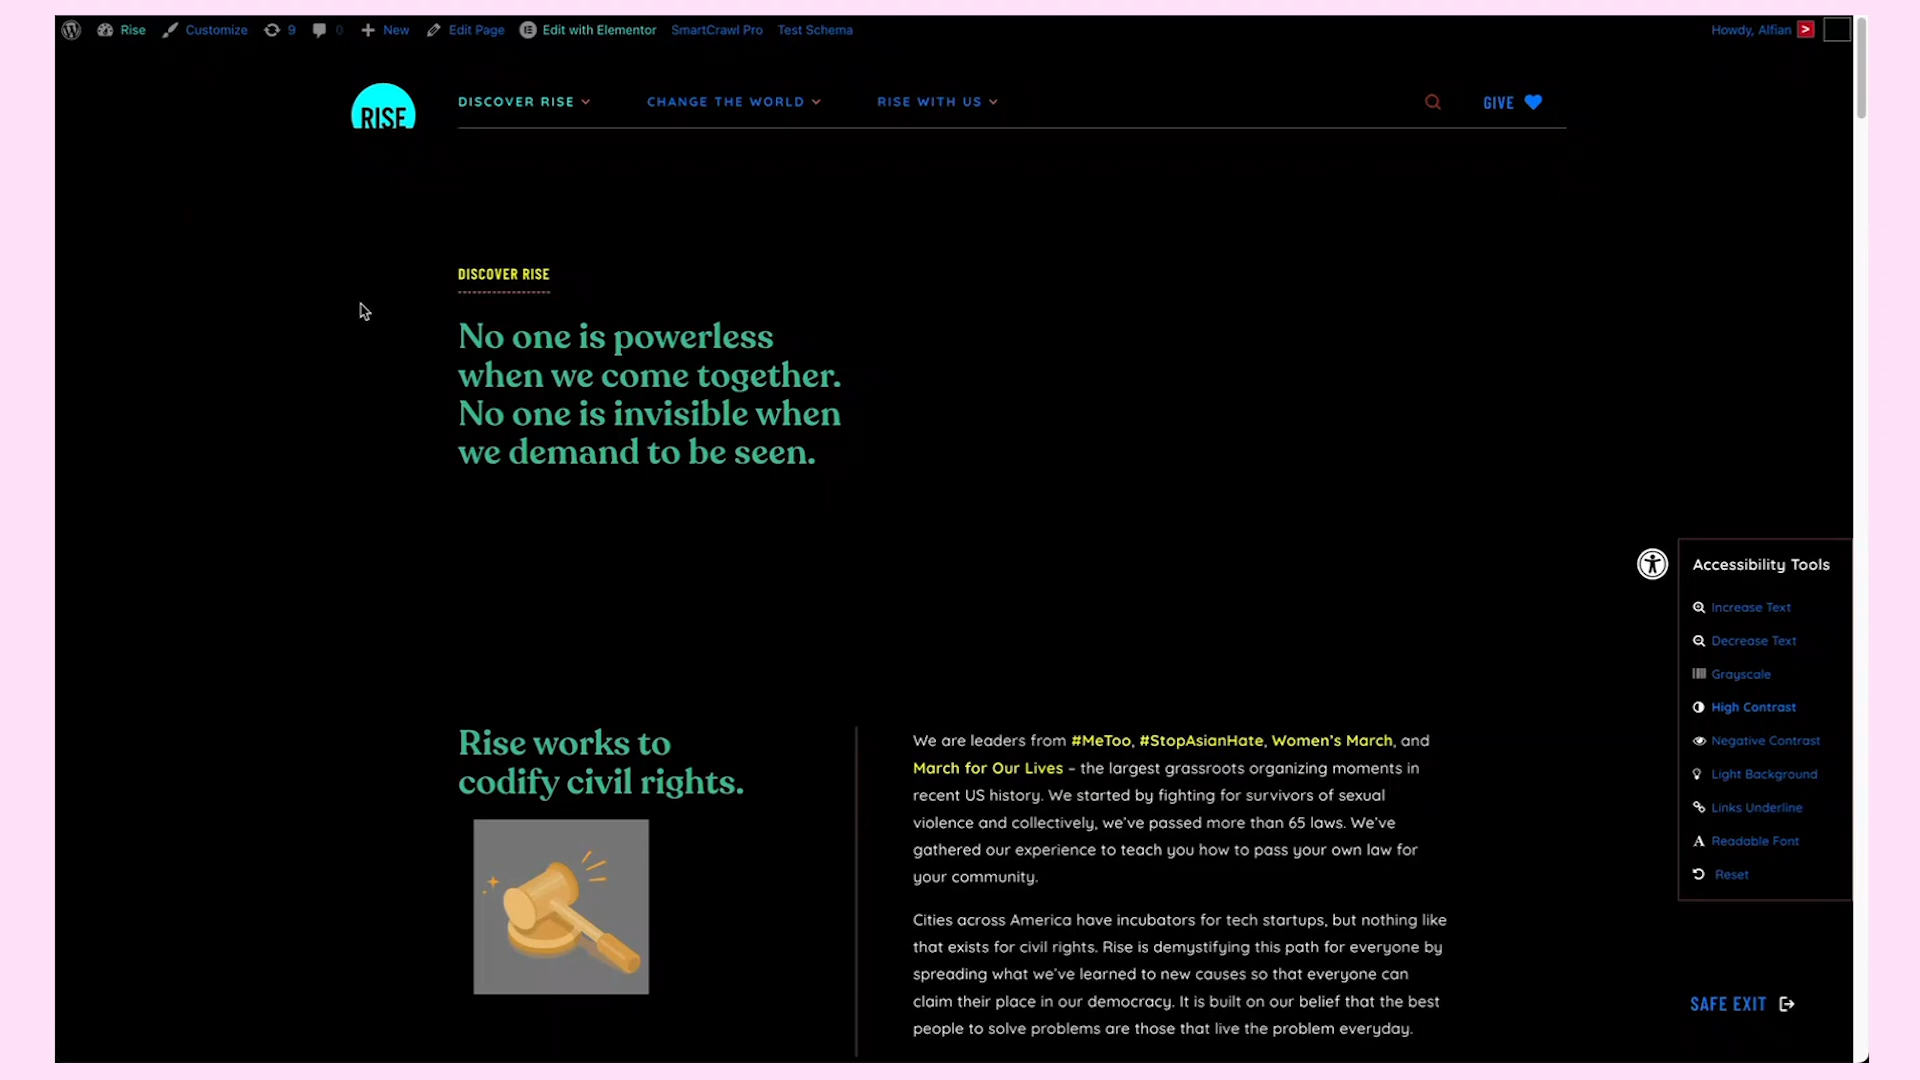 Rise Customize 9 0 New Edit Page Edit with Elementor SmartCrawl Pro Test Schema Howdy, Alfian
RISE DISCOVER RISE CHANGE THE WORLD RISE WITH US GIVE
DISCOVER RISE
No one is powerless
when we come together.
No one is invisible when
we demand to be seen.
Accessibility Tools
Increase Text
Decrease Text
Grayscale
High Contrast
Negative Contrast
Light Background
Links Underline
Readable Font
Reset
Rise works to
codify civil rights.
We are leaders from #MeToo, #StopAsianHate, Women's March, and
March for Our Lives – the largest grassroots organizing moments in
recent US history. We started by fighting for survivors of sexual
violence and collectively, we've passed more than 65 laws. We've
gathered our experience to teach you how to pass your own law for
your community.
Cities across America have incubators for tech startups, but nothing like
that exists for civil rights. Rise is demystifying this path for everyone by
spreading what we've learned to new causes so that everyone can
claim their place in our democracy. It is built on our belief that the best
people to solve problems are those that live the problem everyday.
SAFE EXIT